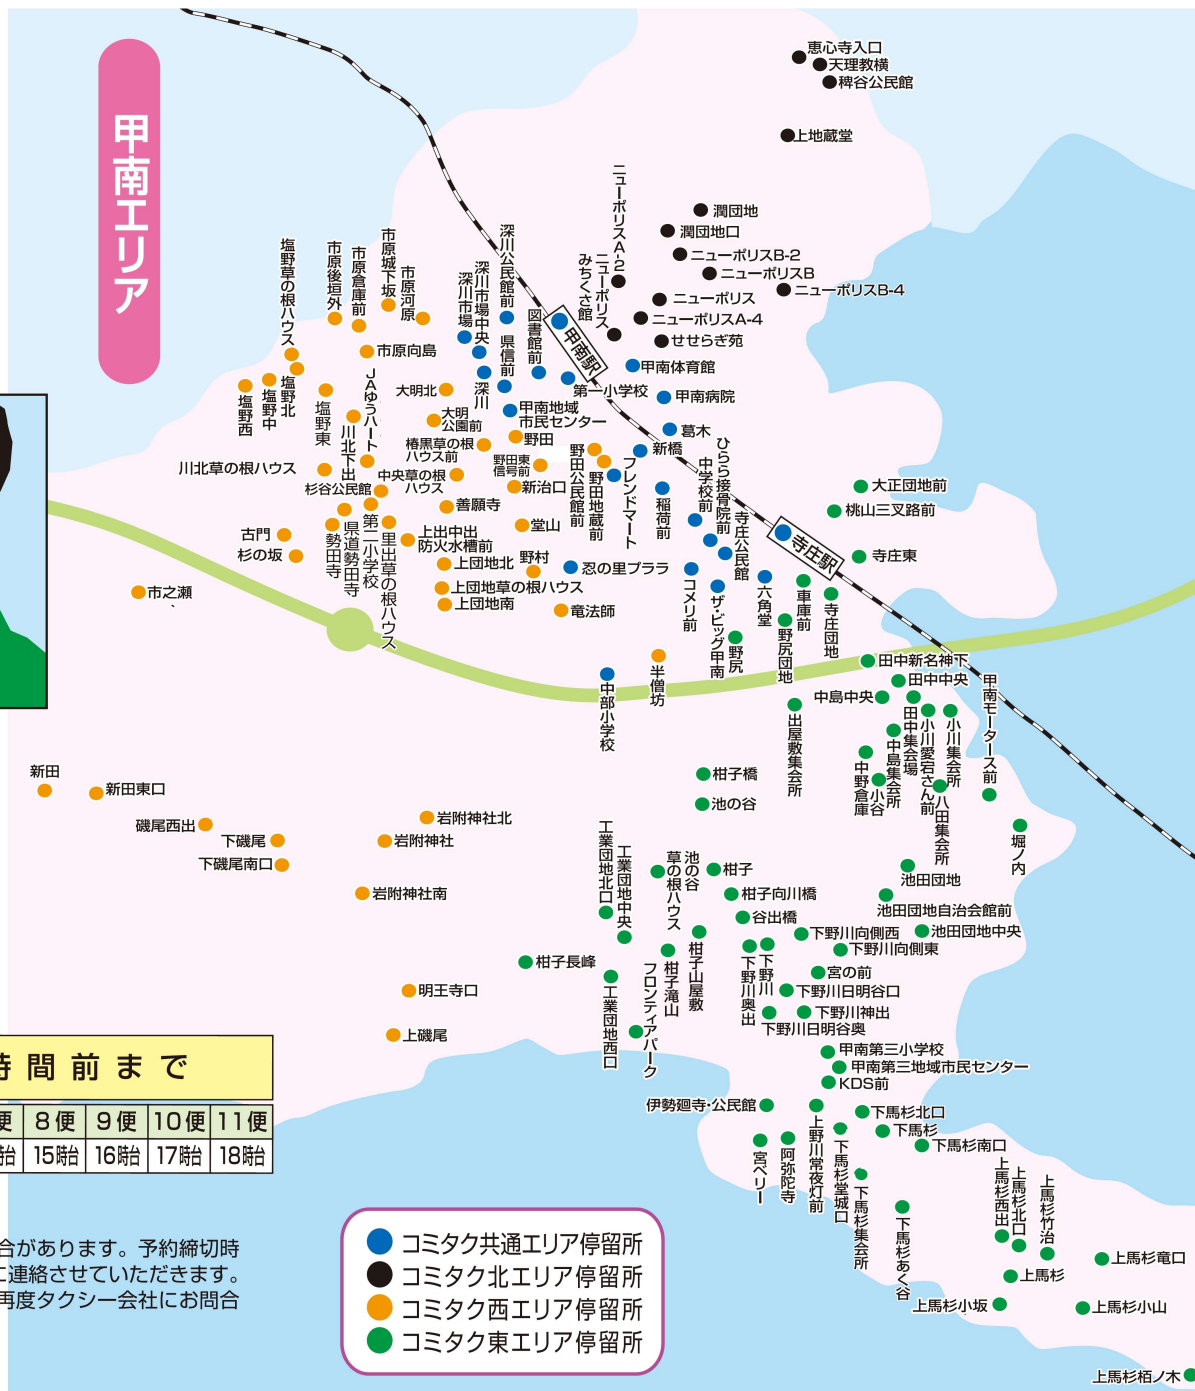 甲南エリア
恵心寺入口
天理教横
稗谷公民館
上地蔵堂
潤団地
潤団地口
ニューポリスA-2
ニューポリスB-2
ニューポリスB
ニューポリスB-4
ニューポリス
みちくさ館
ニューポリス
ニューポリスA-4
せせらぎ苑
甲南駅
深川公民館前
深川市場中央
深川市場
県信前
図書館前
深川
第一小学校
甲南体育館
甲南病院
甲南地域
市民センター
葛木
新橋
フレンドマート
稲荷前
中学校前
ひらら接骨院前
寺庄公民館
寺庄駅
忍の里プララ
コメリ前
ザ・ビッグ甲南
六角堂
中部小学校
塩野草の根ハウス
市原後垣外
市原倉庫前
市原城下坂
市原河原
市原向島
塩野西
塩野中
塩野北
塩野東
JAゆうハート
川北下出
川北草の根ハウス
杉谷公民館
大明北
大明
公園前
椿黒草の根
ハウス前
中央草の根
ハウス
野田
野田東
信号前
新治口
野田公民館前
野田地蔵前
善願寺
堂山
古門
杉の坂
勢田寺
県道勢田寺
第二小学校
里出草の根ハウス
上出中出
防火水槽前
上団地北
野村
上団地草の根ハウス
上団地南
竜法師
市之瀬
半僧坊
新田
新田東口
磯尾西出
下磯尾
下磯尾南口
岩附神社北
岩附神社
岩附神社南
明王寺口
上磯尾
大正団地前
桃山三叉路前
寺庄東
車庫前
寺庄団地
野尻団地
野尻
田中新名神下
田中中央
中島中央
出屋敷集会所
田中集会場
小川愛宕さん前
小川集会所
甲南モータース前
中島集会所
中野倉庫
小谷
八田集会所
堀ノ内
柑子橋
池の谷
池田団地
池田団地自治会館前
池田団地中央
工業団地北口
工業団地中央
池の谷
草の根ハウス
柑子
柑子向川橋
谷出橋
柑子山屋敷
柑子滝山
柑子長峰
工業団地西口
フロンティアパーク
下野川奥出
下野川
下野川向側西
下野川向側東
宮の前
下野川日明谷口
下野川神出
下野川日明谷奥
甲南第三小学校
甲南第三地域市民センター
KDS前
伊勢廻寺・公民館
宮ベリー
阿弥陀寺
上野川常夜灯前
下馬杉北口
下馬杉
下馬杉南口
下馬杉堂城口
下馬杉集会所
下馬杉あく谷
上馬杉西出
上馬杉北口
上馬杉竹治
上馬杉竜口
上馬杉
上馬杉小坂
上馬杉小山
上馬杉栢ノ木
時間前まで
便 8便 9便 10便 11便
時台 15時台 16時台 17時台 18時台
合があります。予約締切時
に連絡させていただきます。
再度タクシー会社にお問合
コミタク共通エリア停留所
コミタク北エリア停留所
コミタク西エリア停留所
コミタク東エリア停留所